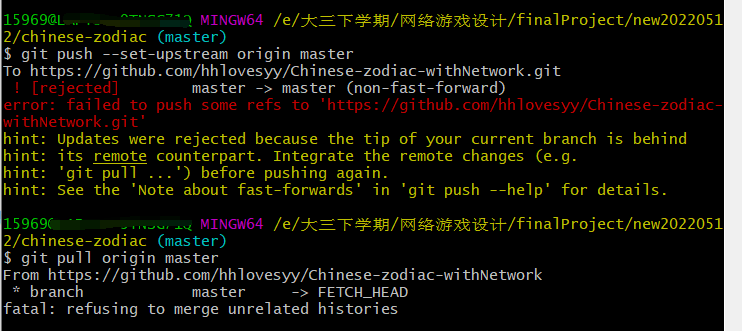 15969@L MINGW64 /e/大三下学期/网络游戏设计/finalProject/new2022051
2/chinese-zodiac (master)
$ git push --set-upstream origin master
To https://github.com/hhlovesyy/Chinese-zodiac-withNetwork.git
 ! [rejected]        master -> master (non-fast-forward)
error: failed to push some refs to 'https://github.com/hhlovesyy/Chinese-zodiac-
withNetwork.git'
hint: Updates were rejected because the tip of your current branch is behind
hint: its remote counterpart. Integrate the remote changes (e.g.
hint: 'git pull ...') before pushing again.
hint: See the 'Note about fast-forwards' in 'git push --help' for details.
15969@ MINGW64 /e/大三下学期/网络游戏设计/finalProject/new2022051
2/chinese-zodiac (master)
$ git pull origin master
From https://github.com/hhlovesyy/Chinese-zodiac-withNetwork
 * branch            master     -> FETCH_HEAD
fatal: refusing to merge unrelated histories